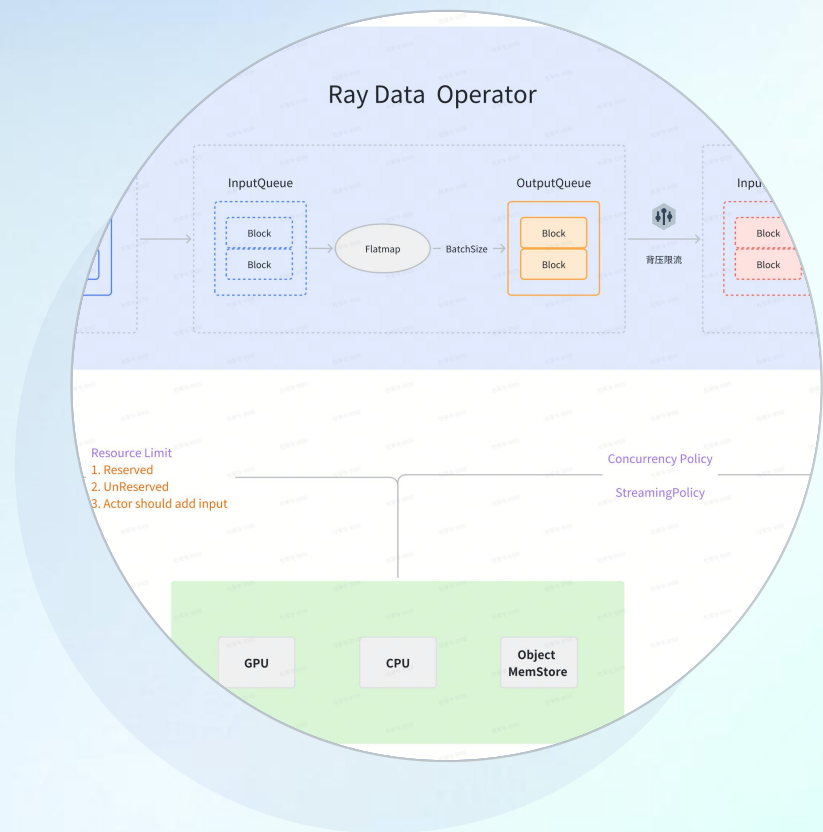 Ray Data Operator
InputQueue
OutputQueue
Block
Block
Flatmap
BatchSize
Block
Block
背压限流
Block
Block
Resource Limit
1. Reserved
2. UnReserved
3. Actor should add input
Concurrency Policy
StreamingPolicy
GPU
CPU
Object
MemStore